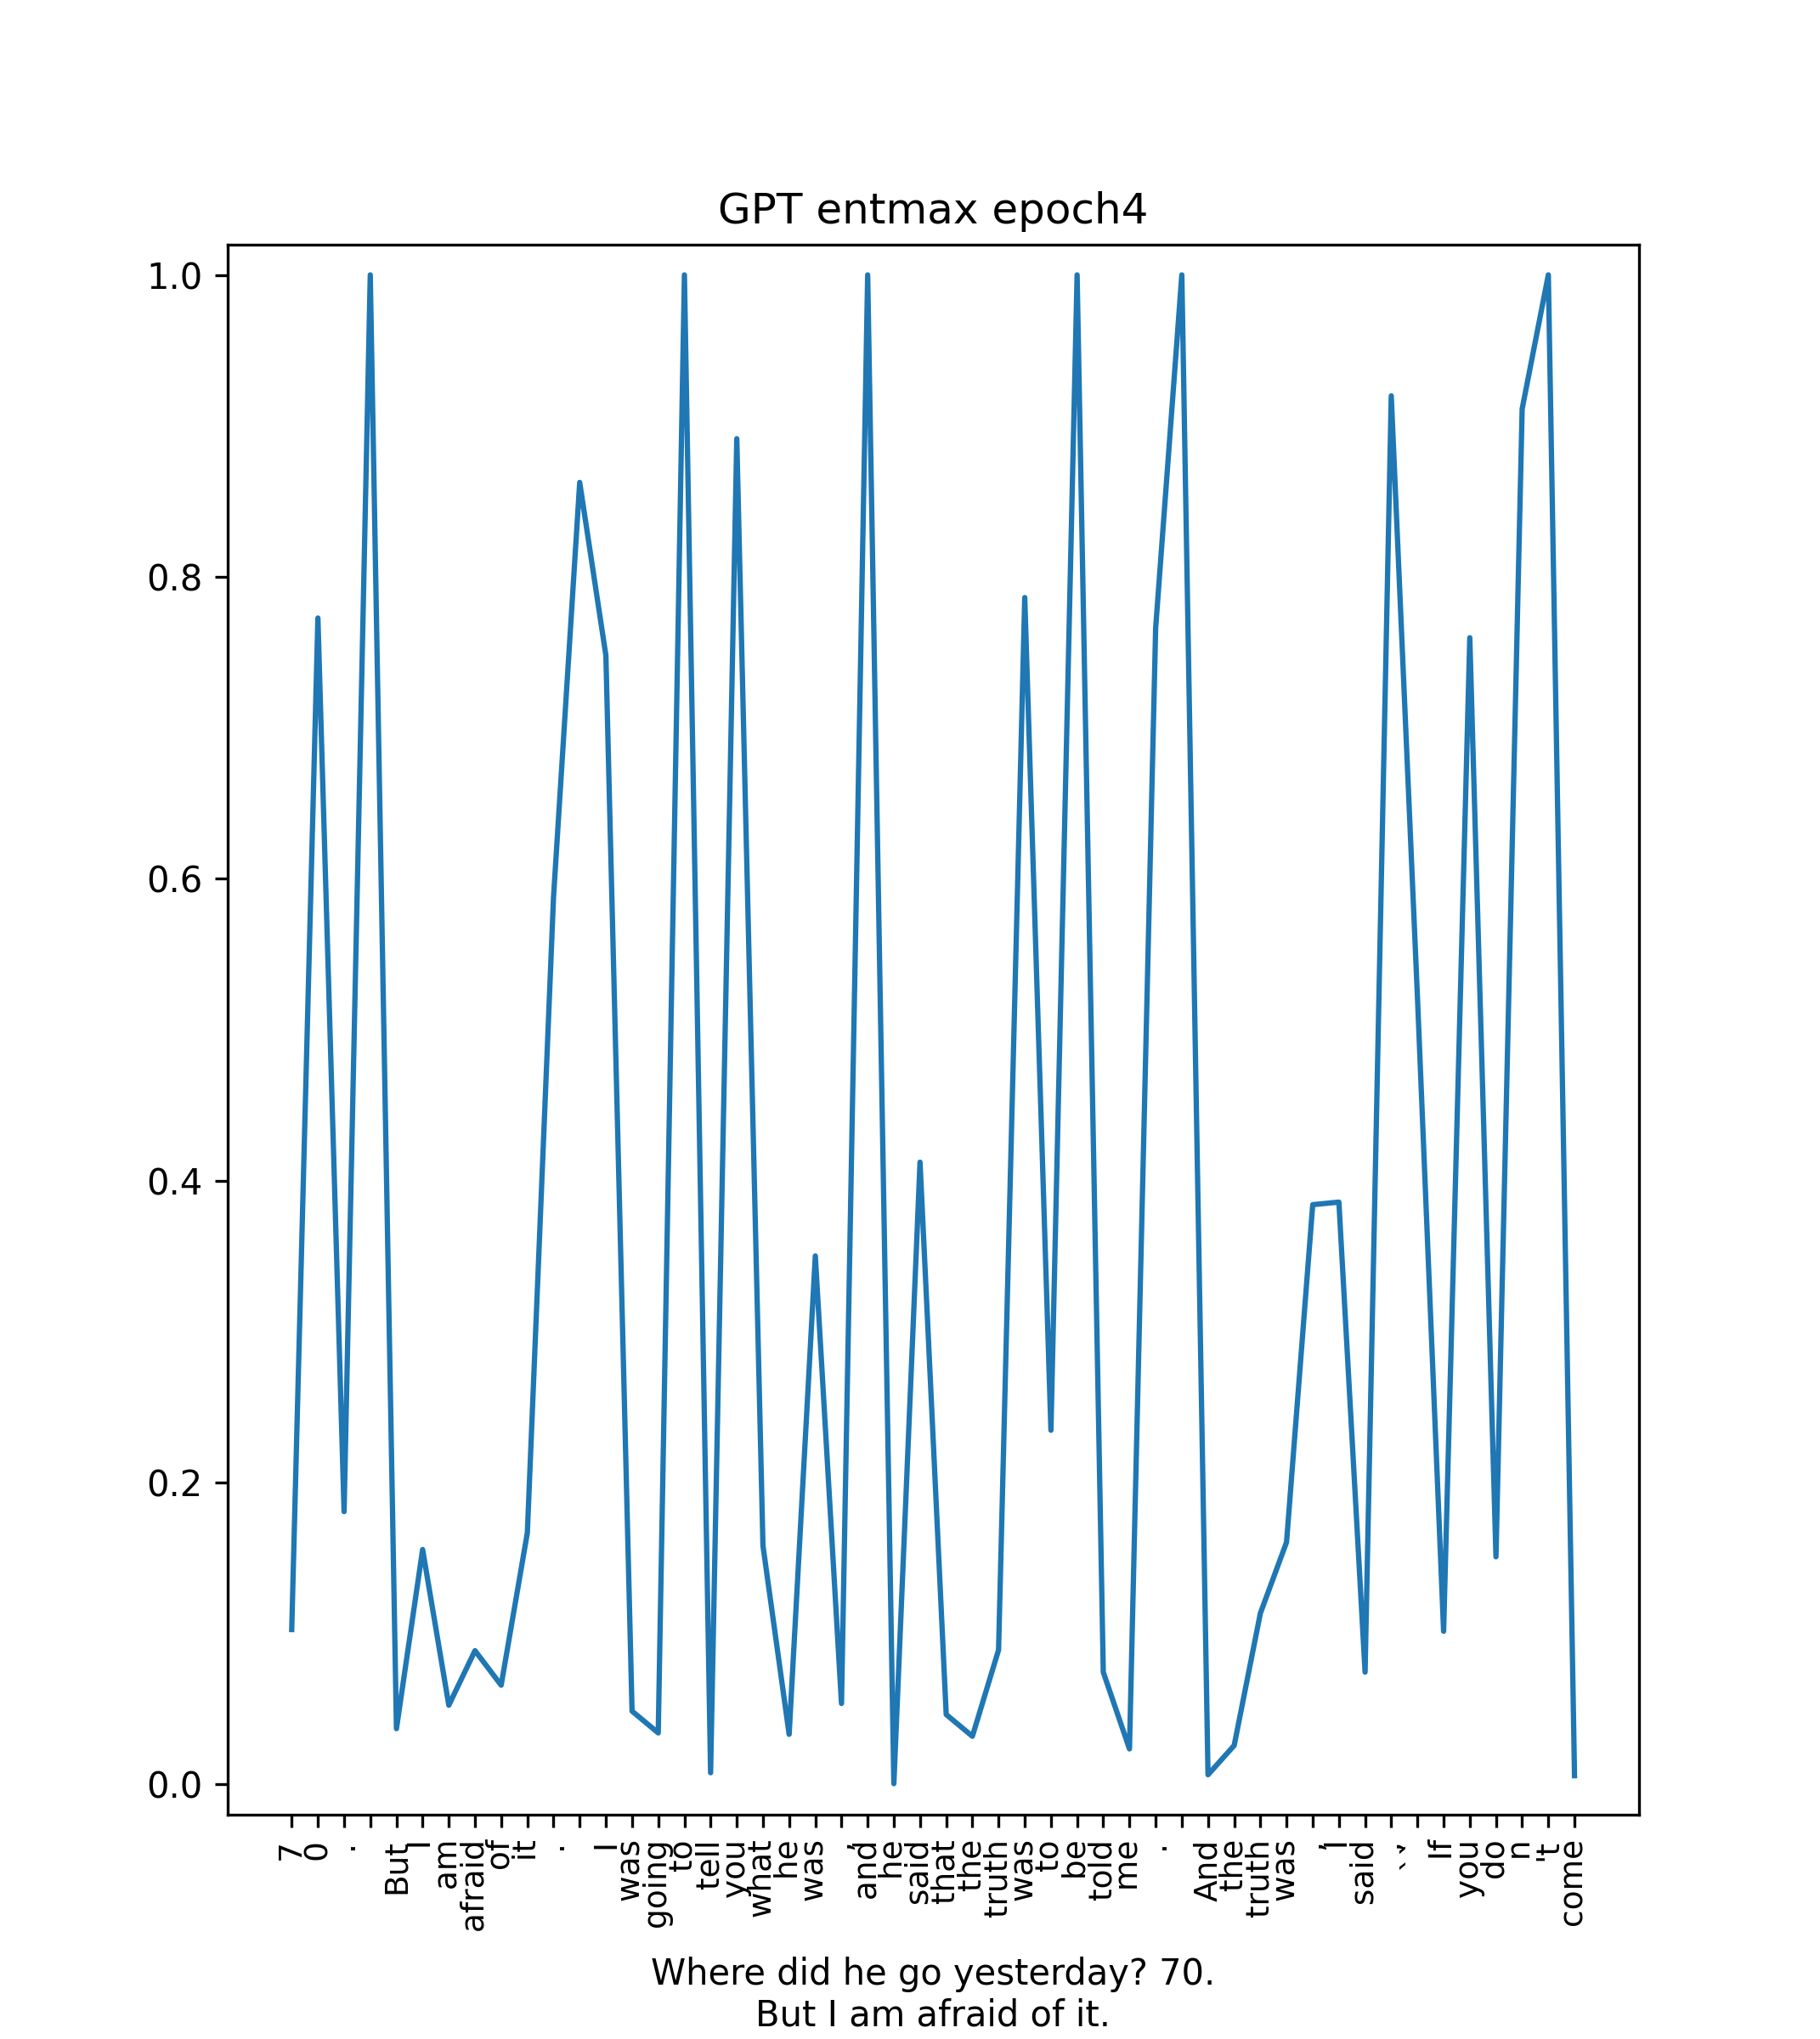 GPT entmax epoch4
1.0
0.8
0.6
0.4
0.2
0.0
7
0
.
But
I
am
afraid
of
it
.
I
was
going
to
tell
you
what
he
was
,
and
he
said
that
the
truth
was
to
be
told
me
.
And
the
truth
was
,
I
said
,
``
If
you
do
n
't
come
Where did he go yesterday? 70.
But I am afraid of it.